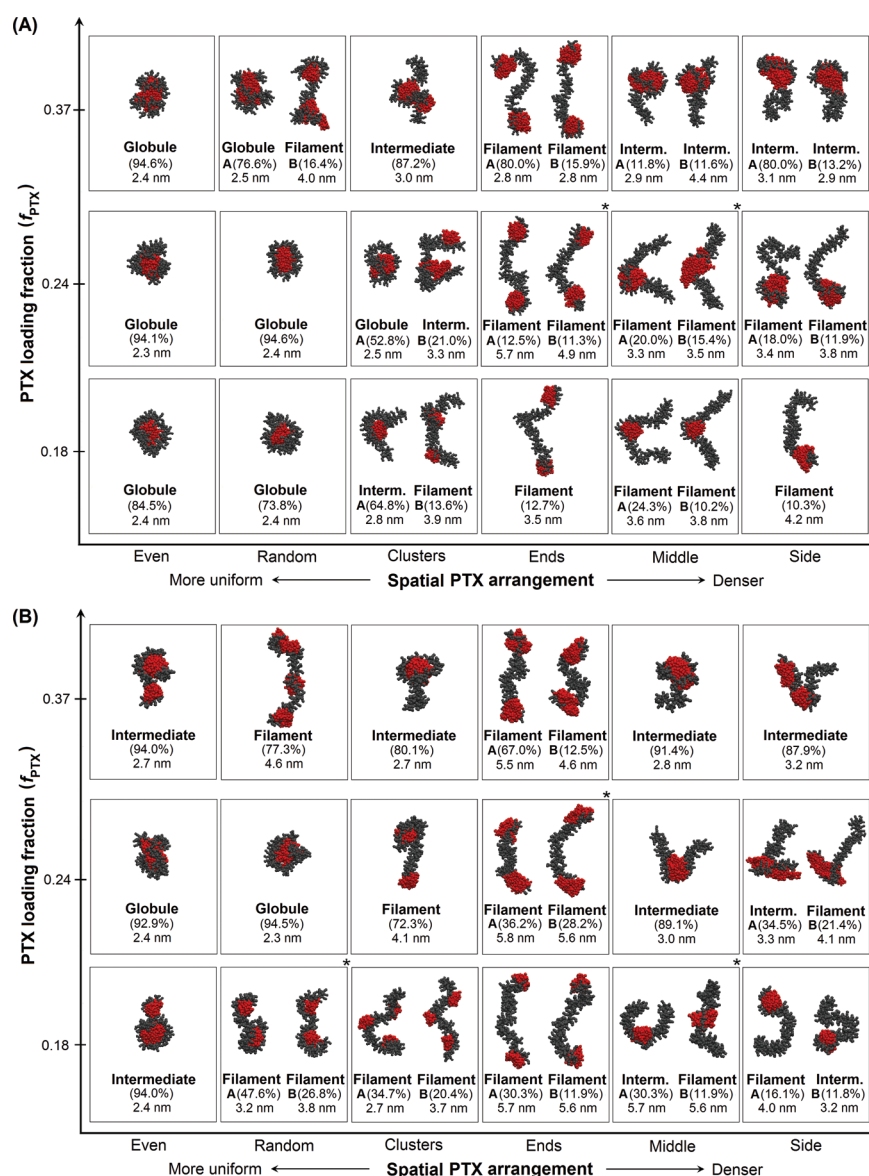 (A)
PTX loading fraction (fPTX)
0.37
Globule
(94.6%)
2.4 nm
Globule Filament
A(76.6%) B(16.4%)
2.5 nm 4.0 nm
Intermediate
(87.2%)
3.0 nm
Filament Filament
A(80.0%) B(15.9%)
2.8 nm 2.8 nm
Interm. Interm.
A(11.8%) B(11.6%)
2.9 nm 4.4 nm
Interm. Interm.
A(80.0%) B(13.2%)
3.1 nm 2.9 nm
0.24
Globule
(94.1%)
2.3 nm
Globule
(94.6%)
2.4 nm
Globule Interm.
A(52.8%) B(21.0%)
2.5 nm 3.3 nm
*
Filament Filament
A(12.5%) B(11.3%)
5.7 nm 4.9 nm
*
Filament Filament
A(20.0%) B(15.4%)
3.3 nm 3.5 nm
Filament Filament
A(18.0%) B(11.9%)
3.4 nm 3.8 nm
0.18
Globule
(84.5%)
2.4 nm
Globule
(73.8%)
2.4 nm
Interm. Filament
A(64.8%) B(13.6%)
2.8 nm 3.9 nm
Filament
(12.7%)
3.5 nm
Filament Filament
A(24.3%) B(10.2%)
3.6 nm 3.8 nm
Filament
(10.3%)
4.2 nm
Even Random Clusters Ends Middle Side
More uniform ← Spatial PTX arrangement → Denser
(B)
PTX loading fraction (fPTX)
0.37
Intermediate
(94.0%)
2.7 nm
Filament
(77.3%)
4.6 nm
Intermediate
(80.1%)
2.7 nm
Filament Filament
A(67.0%) B(12.5%)
5.5 nm 4.6 nm
Intermediate
(91.4%)
2.8 nm
Intermediate
(87.9%)
3.2 nm
0.24
Globule
(92.9%)
2.4 nm
Globule
(94.5%)
2.3 nm
Filament
(72.3%)
4.1 nm
*
Filament Filament
A(36.2%) B(28.2%)
5.8 nm 5.6 nm
Intermediate
(89.1%)
3.0 nm
Interm. Filament
A(34.5%) B(21.4%)
3.3 nm 4.1 nm
0.18
Intermediate
(94.0%)
2.4 nm
*
Filament Filament
A(47.6%) B(26.8%)
3.2 nm 3.8 nm
Filament Filament
A(34.7%) B(20.4%)
2.7 nm 3.7 nm
Filament Filament
A(30.3%) B(11.9%)
5.7 nm 5.6 nm
*
Interm. Filament
A(30.3%) B(11.9%)
5.7 nm 5.6 nm
Filament Interm.
A(16.1%) B(11.8%)
4.0 nm 3.2 nm
Even Random Clusters Ends Middle Side
More uniform ← Spatial PTX arrangement → Denser